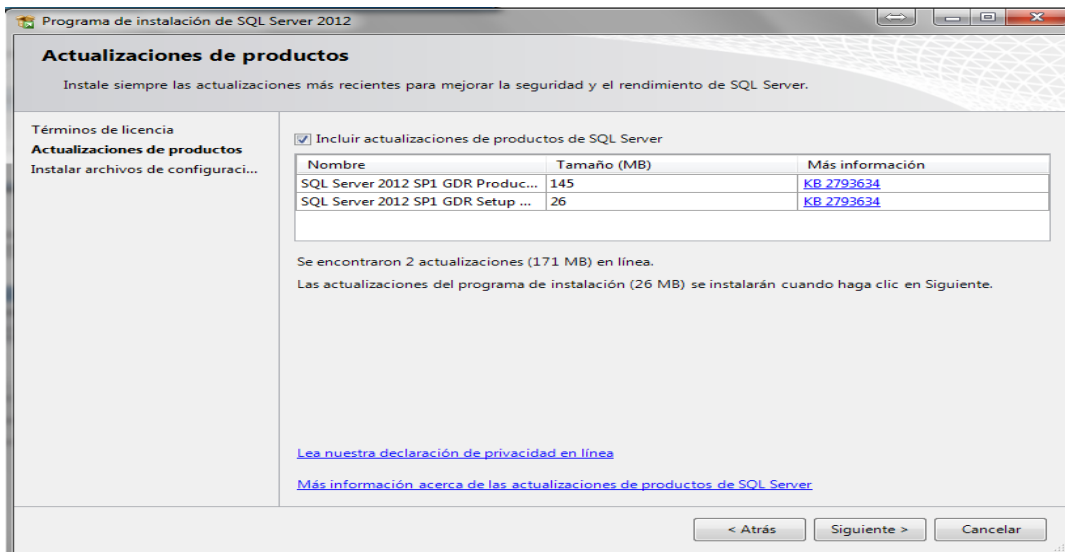 Programa de instalación de SQL Server 2012
Actualizaciones de productos
Instale siempre las actualizaciones más recientes para mejorar la seguridad y el rendimiento de SQL Server.
Términos de licencia
Actualizaciones de productos
Instalar archivos de configuraci...
Incluir actualizaciones de productos de SQL Server
Nombre Tamaño (MB) Más información
SQL Server 2012 SP1 GDR Produc... 145 KB 2793634
SQL Server 2012 SP1 GDR Setup ... 26 KB 2793634
Se encontraron 2 actualizaciones (171 MB) en línea.
Las actualizaciones del programa de instalación (26 MB) se instalarán cuando haga clic en Siguiente.
Lea nuestra declaración de privacidad en línea
Más información acerca de las actualizaciones de productos de SQL Server
< Atrás Siguiente > Cancelar